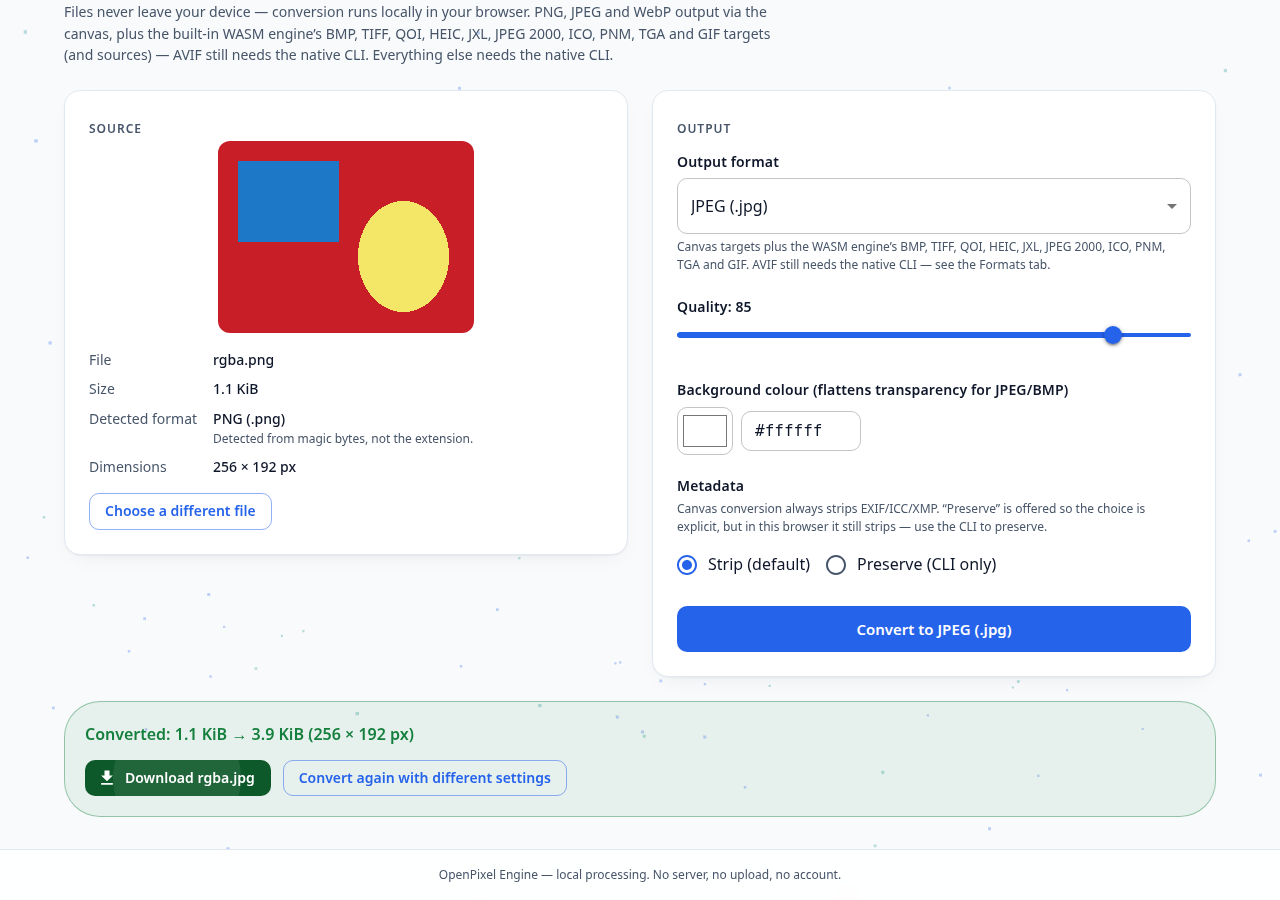 Files never leave your device — conversion runs locally in your browser. PNG, JPEG and WebP output via the
canvas, plus the built-in WASM engine’s BMP, TIFF, QOI, HEIC, JXL, JPEG 2000, ICO, PNM, TGA and GIF targets
(and sources) — AVIF still needs the native CLI. Everything else needs the native CLI.
SOURCE
File rgba.png
Size 1.1 KiB
Detected format PNG (.png)
Detected from magic bytes, not the extension.
Dimensions 256 × 192 px
Choose a different file
OUTPUT
Output format
JPEG (.jpg)
Canvas targets plus the WASM engine’s BMP, TIFF, QOI, HEIC, JXL, JPEG 2000, ICO, PNM,
TGA and GIF. AVIF still needs the native CLI — see the Formats tab.
Quality: 85
Background colour (flattens transparency for JPEG/BMP)
#ffffff
Metadata
Canvas conversion always strips EXIF/ICC/XMP. “Preserve” is offered so the choice is
explicit, but in this browser it still strips — use the CLI to preserve.
Strip (default) Preserve (CLI only)
Convert to JPEG (.jpg)
Converted: 1.1 KiB → 3.9 KiB (256 × 192 px)
Download rgba.jpg Convert again with different settings
OpenPixel Engine — local processing. No server, no upload, no account.